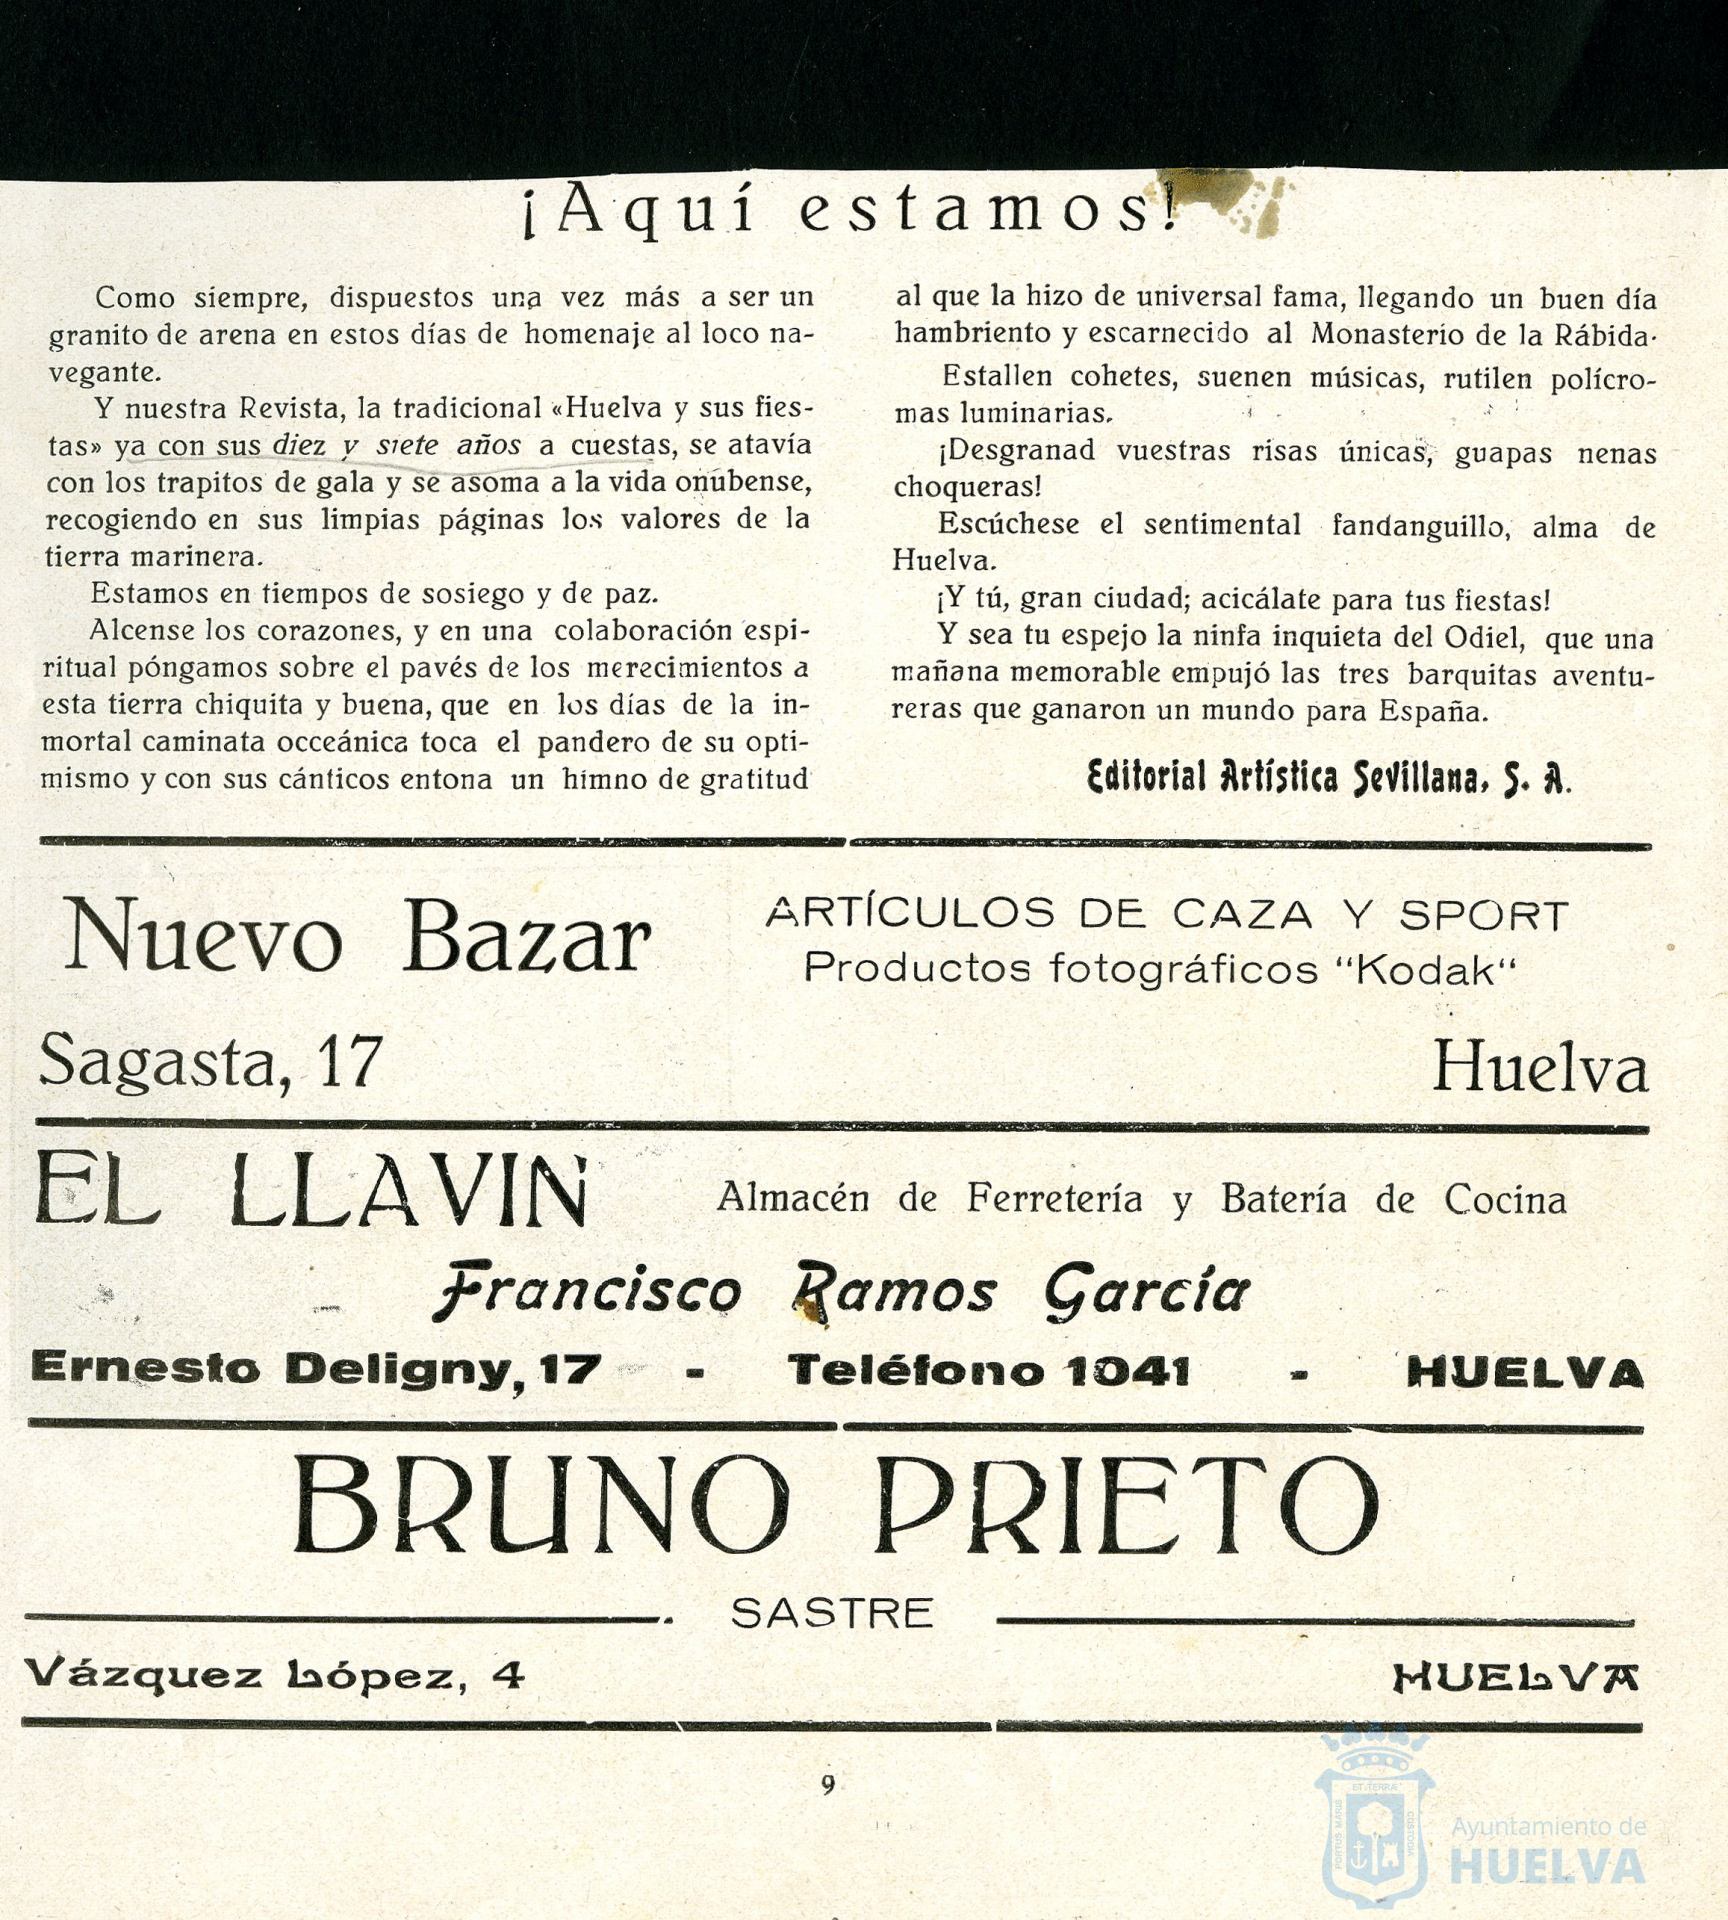 ¡Aquí estamos!
Como siempre, dispuestos una vez más a ser un
granito de arena en estos días de homenaje al loco na-
vegante.
Y nuestra Revista, la tradicional «Huelva y sus fies-
tas» ya con sus diez y siete años a cuestas, se atavía
con los trapitos de gala y se asoma a la vida onubense,
recogiendo en sus limpias páginas los valores de la
tierra marinera.
Estamos en tiempos de sosiego y de paz.
Alcense los corazones, y en una colaboración espi-
ritual póngamos sobre el pavés de los merecimientos a
esta tierra chiquita y buena, que en los días de la in-
mortal caminata occeánica toca el pandero de su opti-
mismo y con sus cánticos entona un himno de gratitud
al que la hizo de universal fama, llegando un buen día
hambriento y escarnecido al Monasterio de la Rábida.
Estallen cohetes, suenen músicas, rutilen polícro-
mas luminarias.
¡Desgranad vuestras risas únicas, guapas nenas
choqueras!
Escúchese el sentimental fandanguillo, alma de
Huelva.
¡Y tú, gran ciudad; acicálate para tus fiestas!
Y sea tu espejo la ninfa inquieta del Odiel, que una
mañana memorable empujó las tres barquitas aventu-
reras que ganaron un mundo para España.
Editorial Artística Sevillana, S. A.
Nuevo Bazar
ARTÍCULOS DE CAZA Y SPORT
Productos fotográficos “Kodak“
Sagasta, 17
Huelva
EL LLAVIN
Almacén de Ferretería y Batería de Cocina
Francisco Ramos García
Ernesto Deligny, 17 - Teléfono 1041 - HUELVA
BRUNO PRIETO
SASTRE
Vázquez López, 4
HUELVA
9
ET TERRÆ
PORTUS MARIS
CUSTODIA
Ayuntamiento de
HUELVA